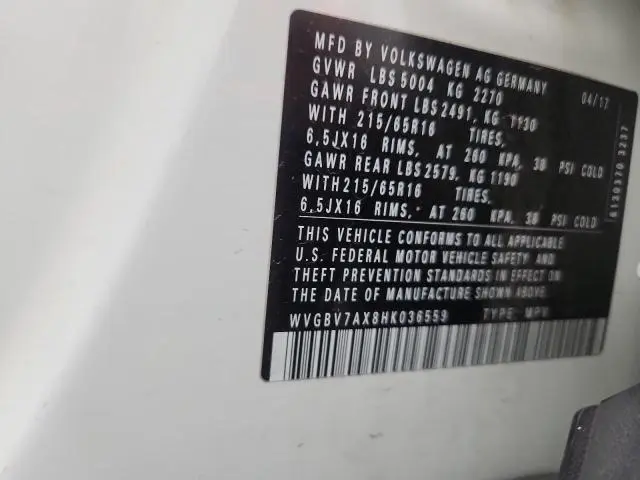 MFD BY VOLKSWAGEN AG GERMANY 04/17
GVWR LBS 5004 KG 2270
GAWR FRONT LBS 2491, KG 1130
WITH 215/65R16 TIRES,
6,5JX16 RIMS, AT 260 KPA, 38 PSI COLD
GAWR REAR LBS 2579, KG 1190
WITH 215/65R16 TIRES,
6,5JX16 RIMS, AT 260 KPA, 38 PSI COLD
THIS VEHICLE CONFORMS TO ALL APPLICABLE
U.S. FEDERAL MOTOR VEHICLE SAFETY AND
THEFT PREVENTION STANDARDS IN EFFECT ON
THE DATE OF MANUFACTURE SHOWN ABOVE.
WVGBV7AX8HK036559 TYPE: MPV
6120370 3237